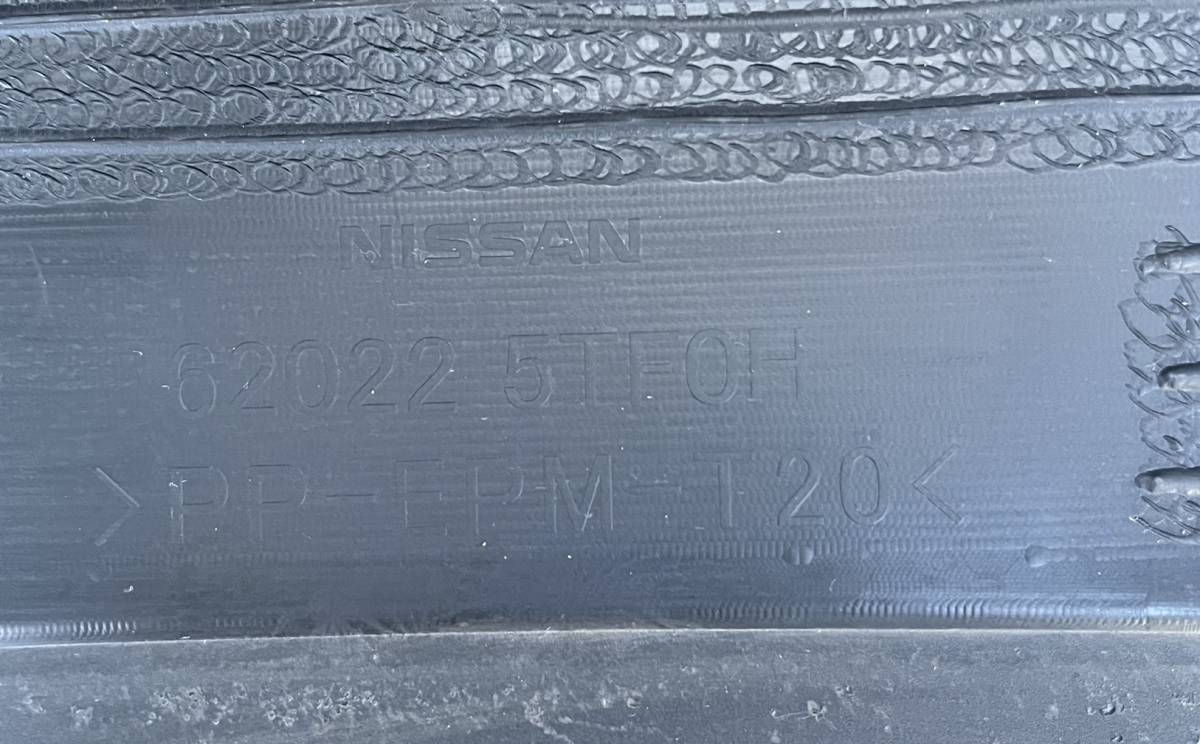 NISSAN
62022 5TF0H
>PP-EPM-T20<